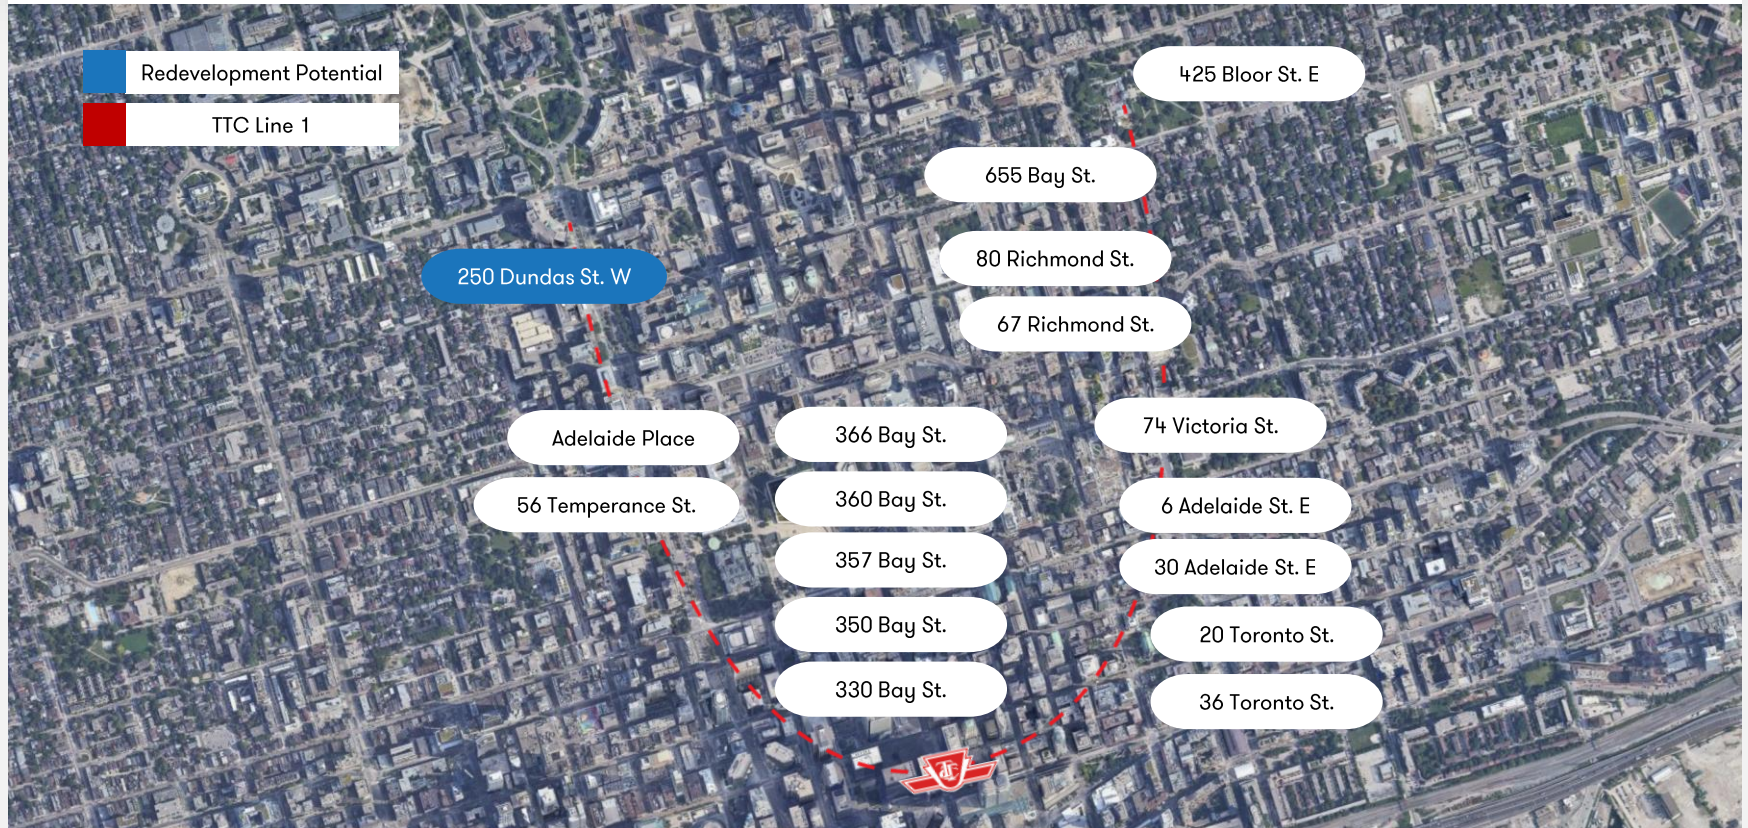 Redevelopment Potential
TTC Line 1
425 Bloor St. E
655 Bay St.
80 Richmond St.
250 Dundas St. W
67 Richmond St.
Adelaide Place
366 Bay St.
74 Victoria St.
56 Temperance St.
360 Bay St.
6 Adelaide St. E
357 Bay St.
30 Adelaide St. E
350 Bay St.
20 Toronto St.
330 Bay St.
36 Toronto St.
TTC